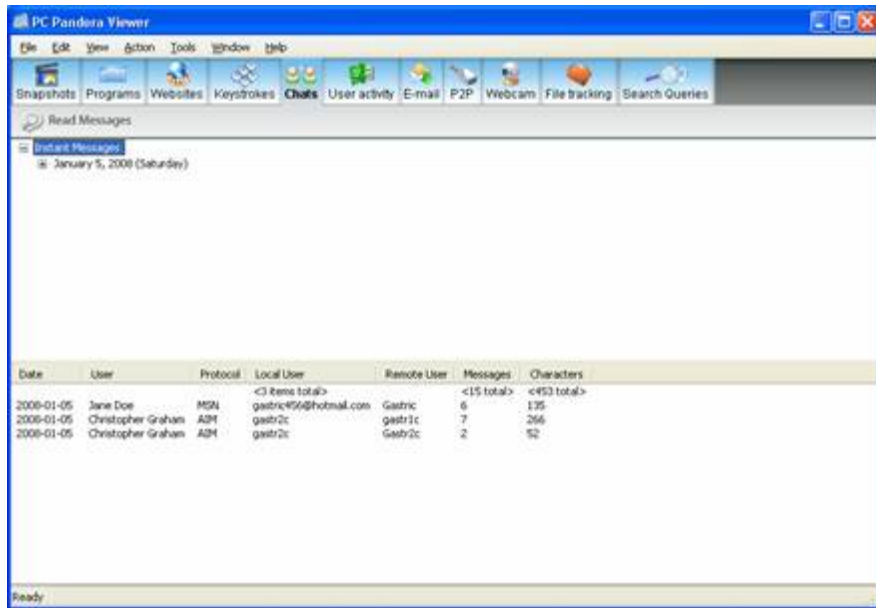 PC Pandora Viewer
File Edit View Action Tools Window Help
Snapshots Programs Websites Keystrokes Chats User activity E-mail P2P Webcam File tracking Search Queries
Read Messages
Instant Messages
January 5, 2008 (Saturday)
Date User Protocol Local User Remote User Messages Characters
<3 items total> <15 total> <453 total>
2008-01-05 Jane Doe MSN gastric456@hotmail.com Gastric 6 135
2008-01-05 Christopher Graham AIM gastr2c gastr1c 7 266
2008-01-05 Christopher Graham AIM gastr2c Gastr2c 2 52
Ready